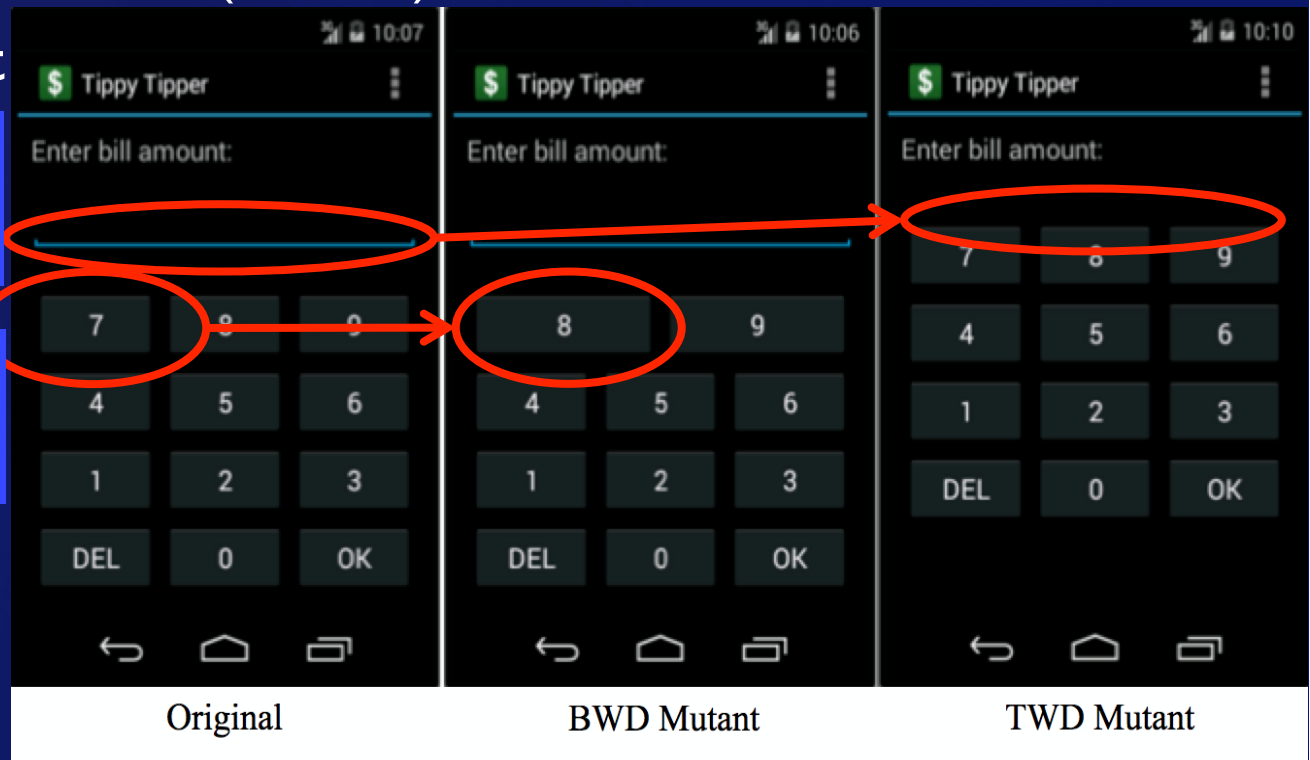 10:07
Tippy Tipper
Enter bill amount:
7 8 9
4 5 6
1 2 3
DEL 0 OK
Original
10:06
Tippy Tipper
Enter bill amount:
8 9
4 5 6
1 2 3
DEL 0 OK
BWD Mutant
10:10
$ Tippy Tipper
Enter bill amount:
7 8 9
4 5 6
1 2 3
DEL 0 OK
TWD Mutant